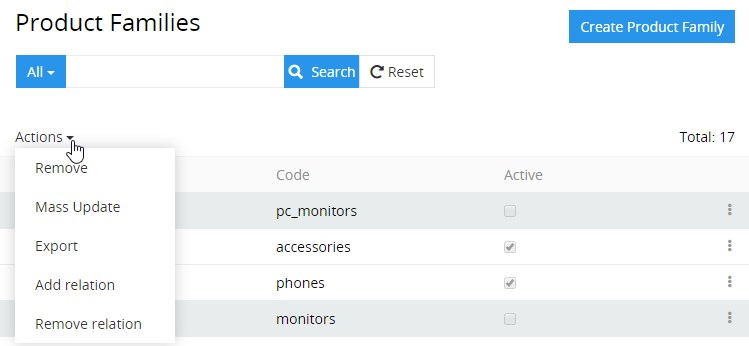 Product Families
Create Product Family
All
Search
Reset
Actions
Total: 17
Remove
Mass Update
Export
Add relation
Remove relation
Code
Active
pc_monitors
accessories
phones
monitors